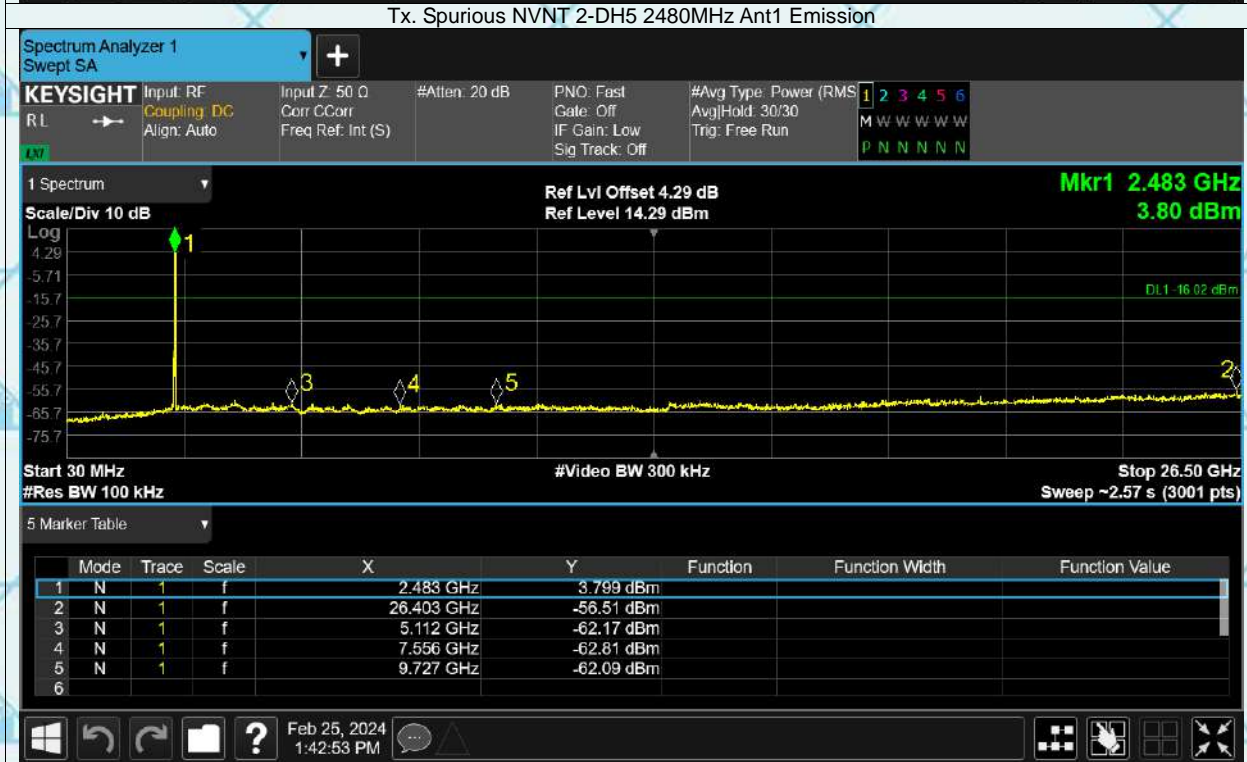 Tx. Spurious NVNT 2-DH5 2480MHz Ant1 Emission
Spectrum Analyzer 1
Swept SA
+
KEYSIGHT Input: RF Input Z: 50 Ω #Atten: 20 dB PNO: Fast #Avg Type: Power (RMS 1 2 3 4 5 6
RL Coupling: DC Corr CCorr Gate: Off Avg|Hold: 30/30 M W W W W W
Align: Auto Freq Ref: Int (S) IF Gain: Low Trig: Free Run
LXI Sig Track: Off P N N N N N
1 Spectrum Ref Lvl Offset 4.29 dB Mkr1 2.483 GHz
Scale/Div 10 dB Ref Level 14.29 dBm 3.80 dBm
Log
1
4.29
-5.71
-15.7 DL1 -16.02 dBm
-25.7
-35.7
-45.7
2
3 4 5
-55.7
-65.7
-75.7
Start 30 MHz #Video BW 300 kHz Stop 26.50 GHz
#Res BW 100 kHz Sweep ~2.57 s (3001 pts)
5 Marker Table
Mode Trace Scale X Y Function Function Width Function Value
1 N 1 f 2.483 GHz 3.799 dBm
2 N 1 f 26.403 GHz -56.51 dBm
3 N 1 f 5.112 GHz -62.17 dBm
4 N 1 f 7.556 GHz -62.81 dBm
5 N 1 f 9.727 GHz -62.09 dBm
6
? Feb 25, 2024
1:42:53 PM